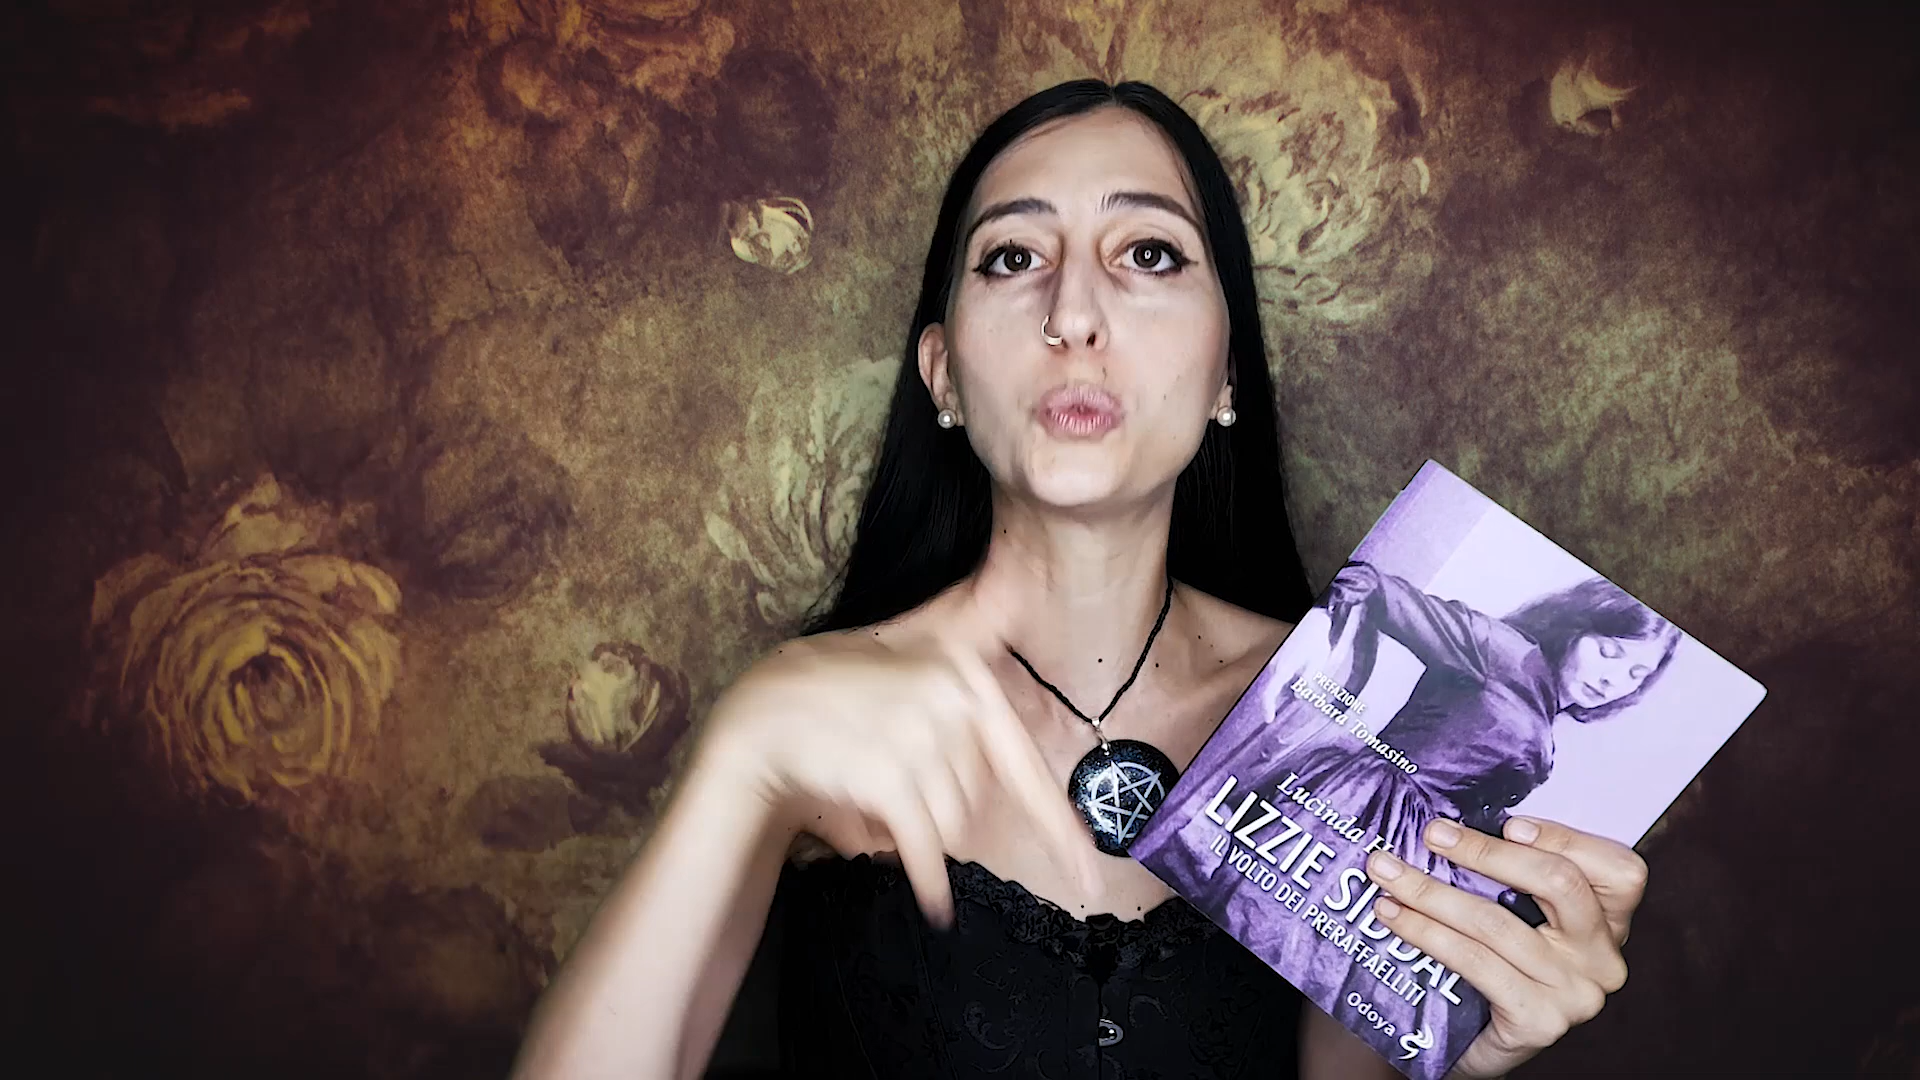 PREFAZIONE
Barbara Tomasino
Lucinda
LIZZIE SIDDAL
IL VOLTO DEI PRERAFFAELLITI
Odoya